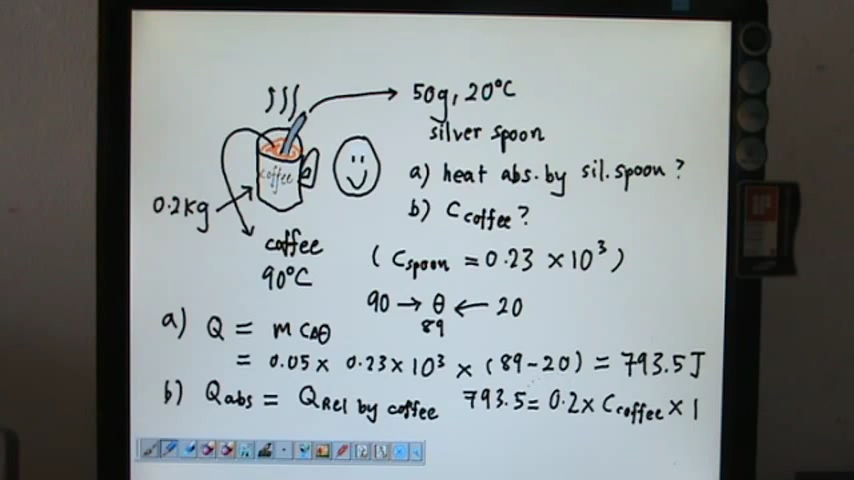 50g, 20°C
silver spoon
coffee
a) heat abs. by sil. spoon ?
b) Ccoffee ?
0.2Kg
coffee
90°C
( Cspoon = 0.23 × 10³ )
90 → θ ← 20
89
a) Q = mcΔθ
= 0.05 × 0.23 × 10³ × (89 - 20) = 793.5 J
b) Qabs = QRel by coffee 793.5 = 0.2 × Ccoffee × 1